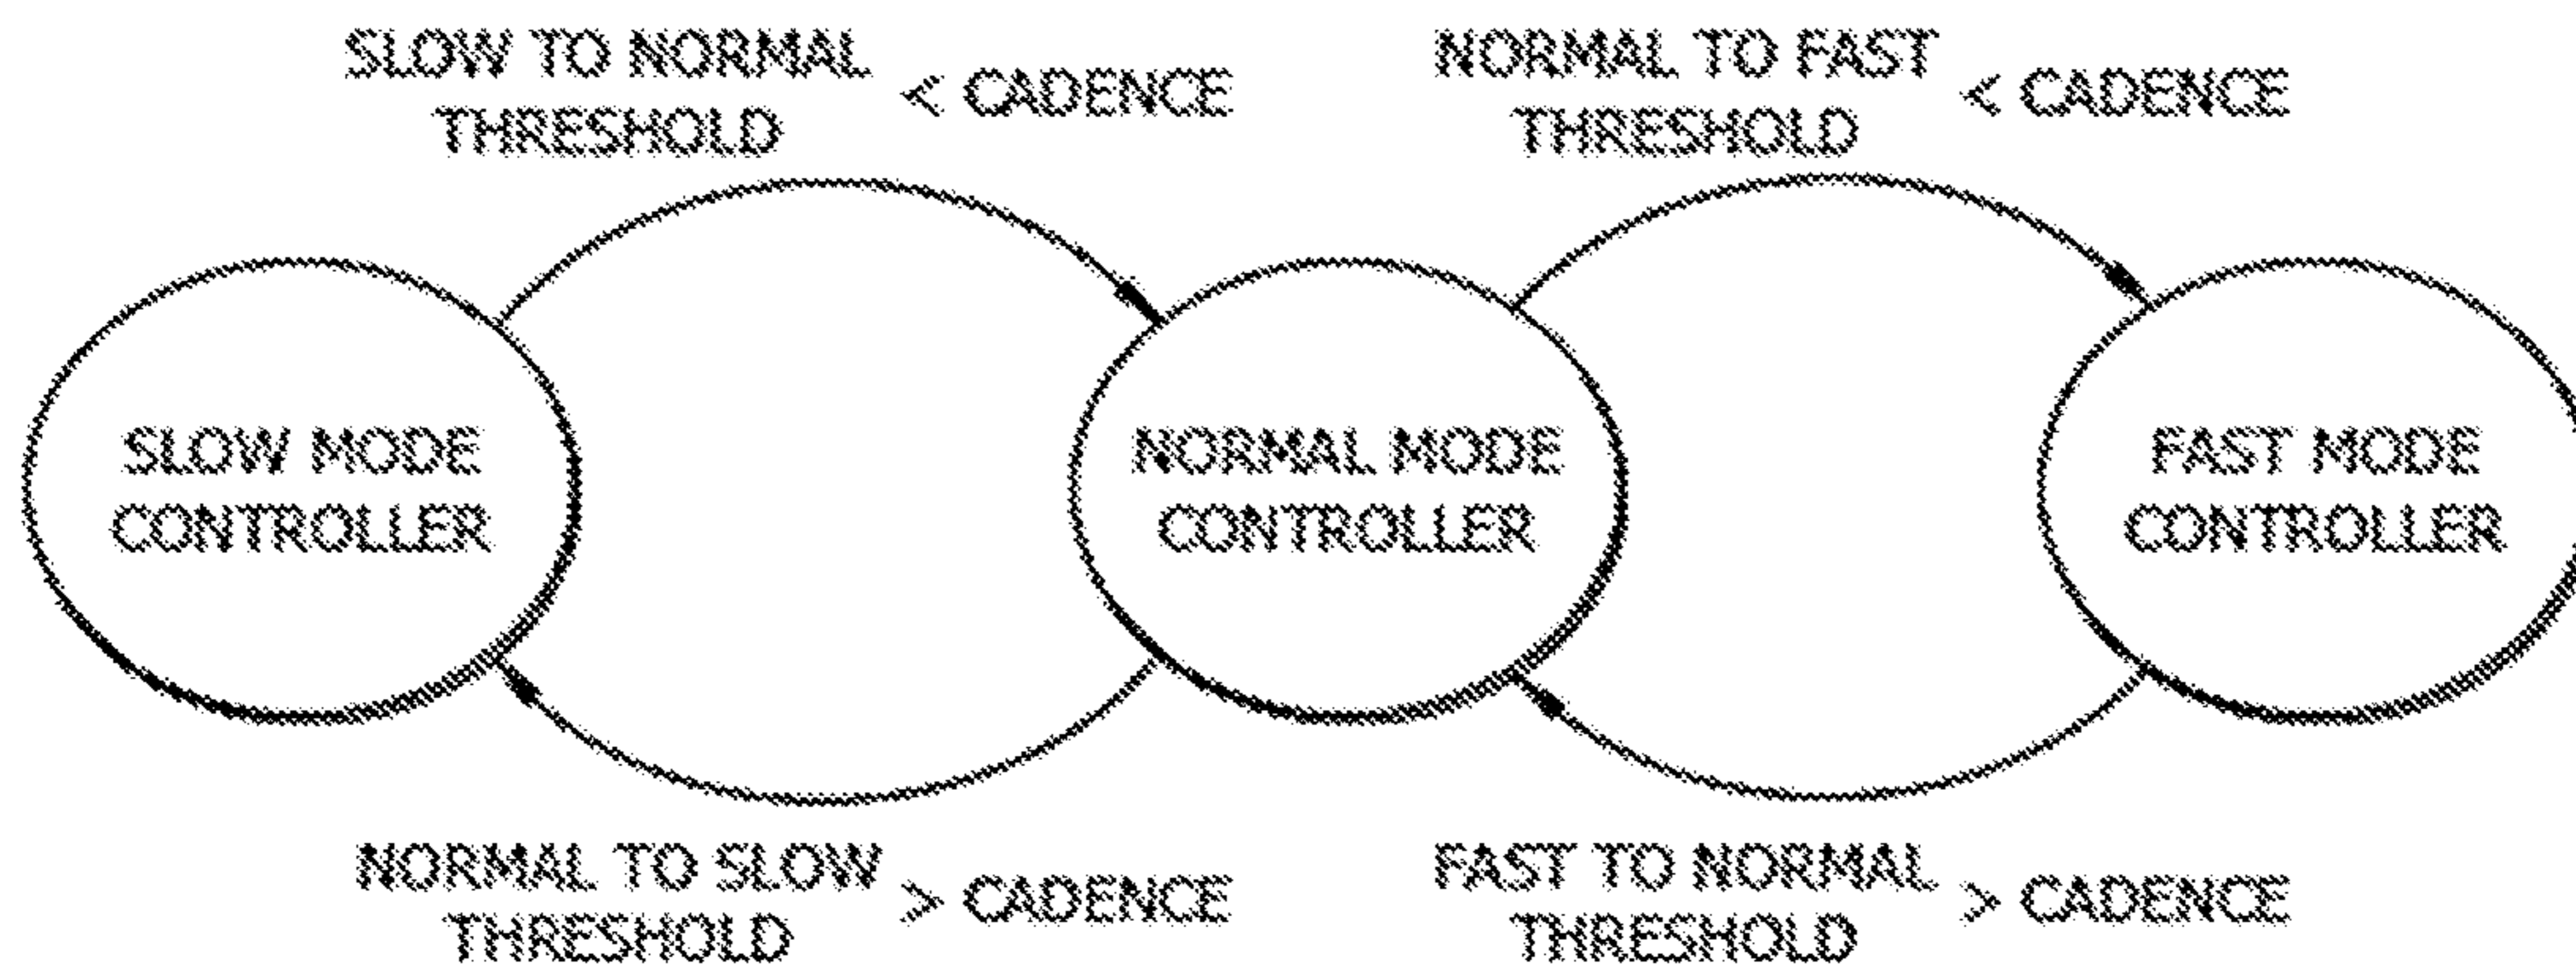 SLOW TO NORMAL
THRESHOLD
< CADENCE
NORMAL TO FAST
THRESHOLD
< CADENCE
SLOW MODE
CONTROLLER
NORMAL MODE
CONTROLLER
FAST MODE
CONTROLLER
NORMAL TO SLOW
THRESHOLD
> CADENCE
FAST TO NORMAL
THRESHOLD
> CADENCE